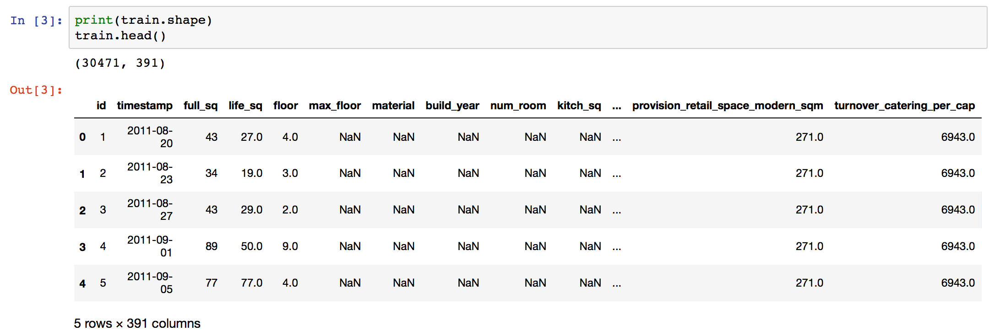 In [3]: print(train.shape)
train.head()
(30471, 391)
Out[3]:
id timestamp full_sq life_sq floor max_floor material build_year num_room kitch_sq ... provision_retail_space_modern_sqm turnover_catering_per_cap
0 1 2011-08-20 43 27.0 4.0 NaN NaN NaN NaN NaN ... 271.0 6943.0
1 2 2011-08-23 34 19.0 3.0 NaN NaN NaN NaN NaN ... 271.0 6943.0
2 3 2011-08-27 43 29.0 2.0 NaN NaN NaN NaN NaN ... 271.0 6943.0
3 4 2011-09-01 89 50.0 9.0 NaN NaN NaN NaN NaN ... 271.0 6943.0
4 5 2011-09-05 77 77.0 4.0 NaN NaN NaN NaN NaN ... 271.0 6943.0
5 rows × 391 columns